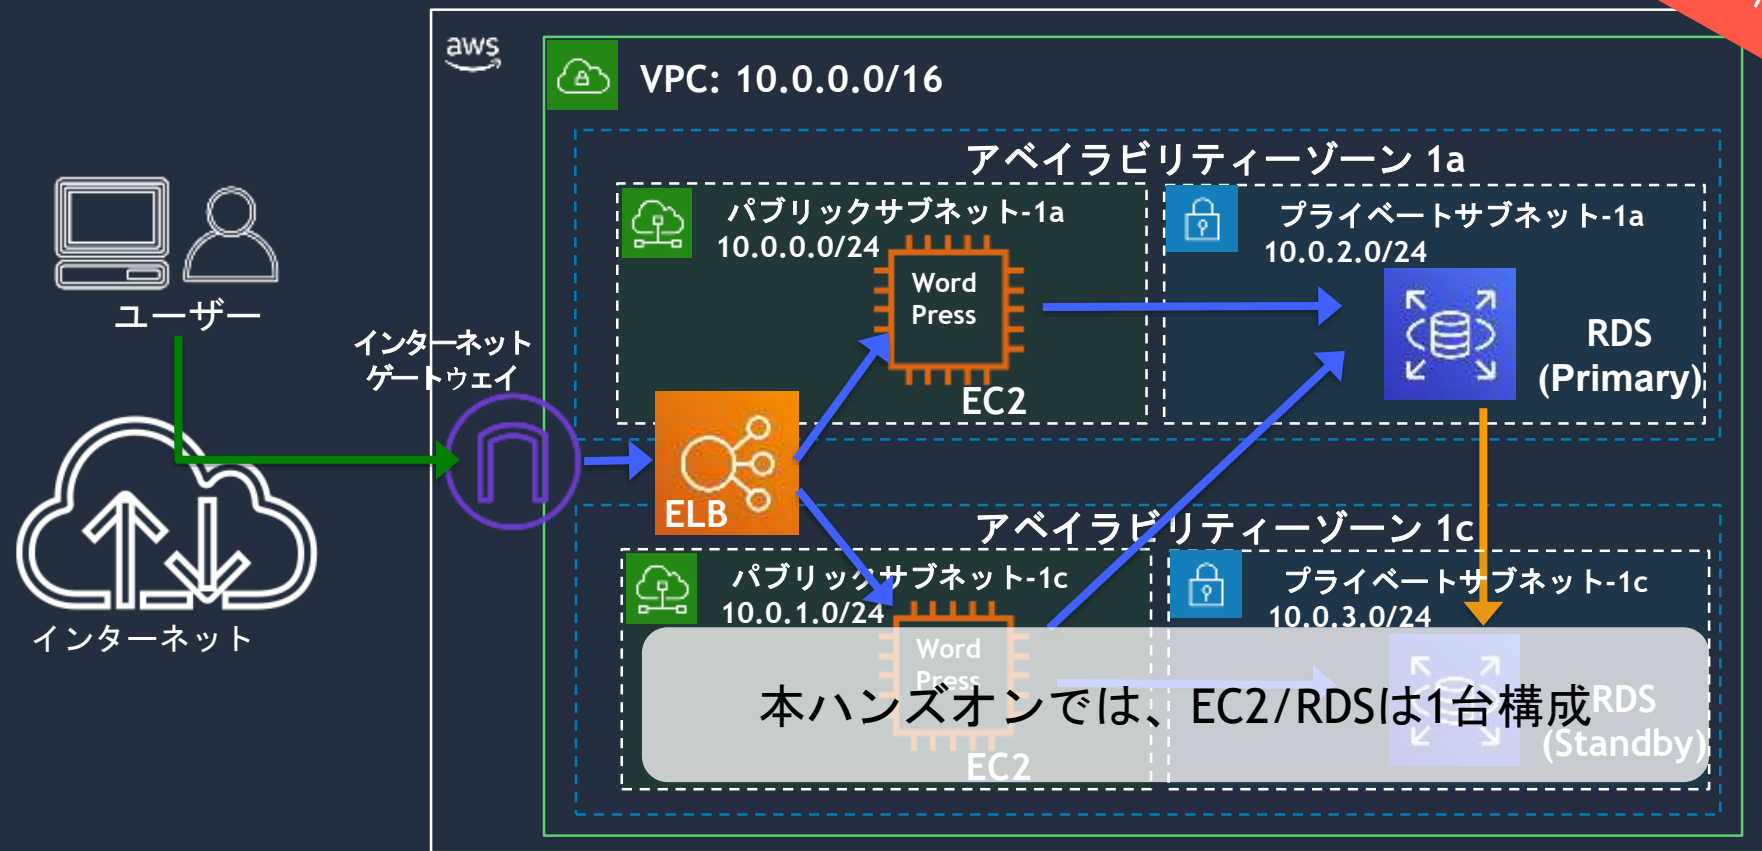 aws
VPC: 10.0.0.0/16
アベイラビリティーゾーン 1a
パブリックサブネット-1a
10.0.0.0/24
プライベートサブネット-1a
10.0.2.0/24
Word
Press
EC2
RDS
(Primary)
ユーザー
インターネット
ゲートウェイ
ELB
インターネット
アベイラビリティーゾーン 1c
パブリックサブネット-1c
10.0.1.0/24
プライベートサブネット-1c
10.0.3.0/24
Word
Press
EC2
本ハンズオンでは、EC2/RDSは1台構成
RDS
(Standby)